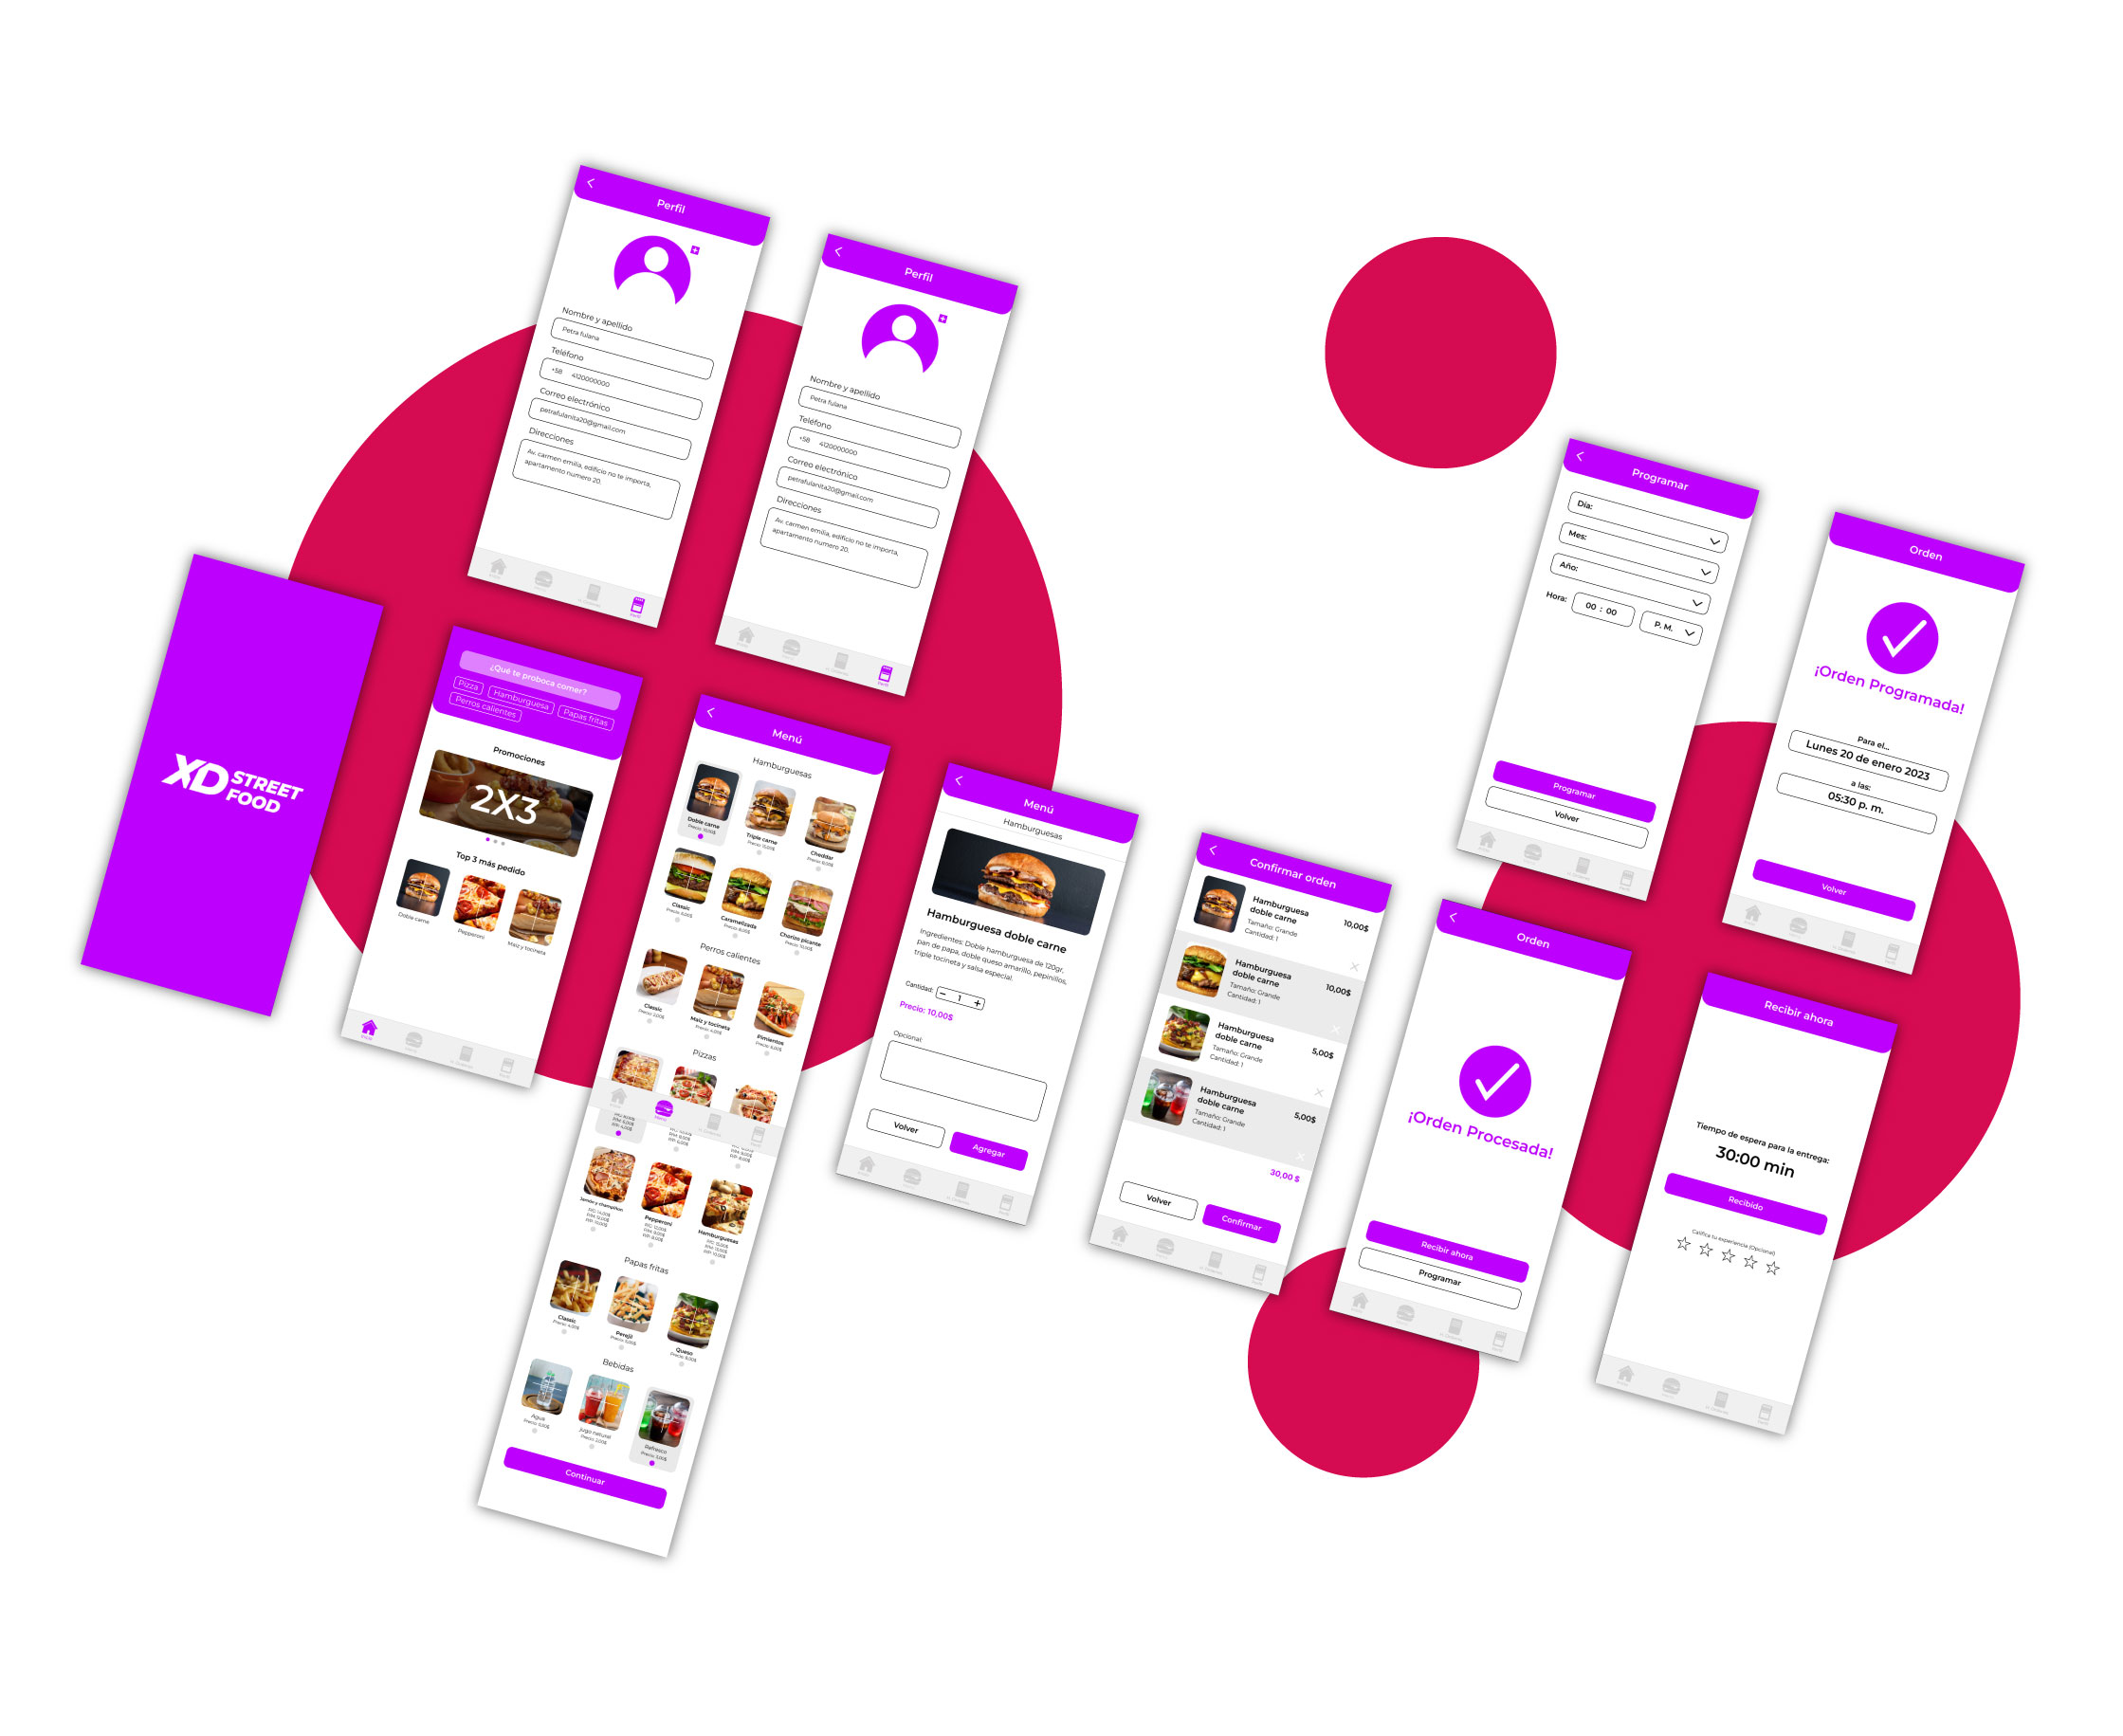 Perfil
Nombre y apellido
Petra fulana
Teléfono
+58 4120000000
Correo electrónico
petrafulanita20@gmail.com
Direcciones
Av. carmen emilia, edificio no te importa,
apartamento numero 20.
Perfil
Perfil
Nombre y apellido
Petra fulana
Teléfono
+58 4120000000
Correo electrónico
petrafulanita20@gmail.com
Direcciones
Av. carmen emilia, edificio no te importa,
apartamento numero 20.
Perfil
XD STREET
FOOD
¿Qué te proboca comer?
Pizza Hamburguesa Papas fritas
Perros calientes
Promociones
2X3
Top 3 más pedido
Doble carne Pepperoni Maíz y tocineta
Inicio
Menú
Hamburguesas
Doble carne Triple carne Cheddar
Precio: 10,00$
Classic Caramelizada Chorizo picante
Perros calientes
Classic Maíz y tocineta Pimientos
Pizzas
Jamón y champiñon Pepperoni Hamburguesas
Papas fritas
Classic Perejil Queso
Bebidas
Agua Jugo natural Refresco
Continuar
Menú
Hamburguesas
Hamburguesa doble carne
Ingredientes: Doble hamburguesa de 120gr,
pan de papa, doble queso amarillo, pepinillos,
triple tocineta y salsa especial.
Cantidad: − 1 +
Precio: 10,00$
Opcional:
Volver Agregar
Confirmar orden
Hamburguesa
doble carne
Tamaño: Grande
Cantidad: 1
10,00$
Hamburguesa
doble carne
Tamaño: Grande
Cantidad: 1
10,00$
Hamburguesa
doble carne
Tamaño: Grande
Cantidad: 1
5,00$
Hamburguesa
doble carne
Tamaño: Grande
Cantidad: 1
5,00$
30,00 $
Volver Confirmar
Orden
¡Orden Procesada!
Recibir ahora
Programar
Programar
Día:
Mes:
Año:
Hora: 00 : 00 P. M.
Programar
Volver
Orden
¡Orden Programada!
Para el...
Lunes 20 de enero 2023
a las:
05:30 p. m.
Volver
Recibir ahora
Tiempo de espera para la entrega:
30:00 min
Recibido
Califica tu experiencia (Opcional)